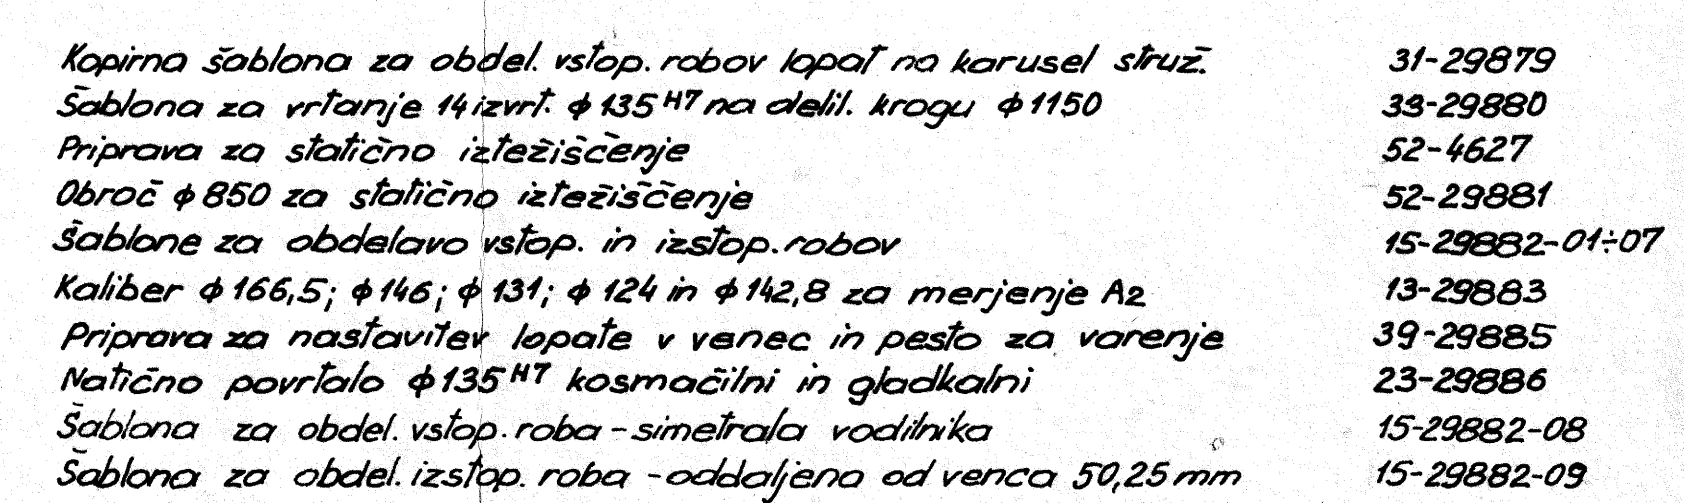 Kopirna šablona za obdel. vstop. robov lopat na karusel struž. 31-29879
Šablona za vrtanje 14 izvrt. ϕ 135 H7 na delil. krogu ϕ 1150 33-29880
Priprava za statično iztežiščenje 52-4627
Obroč ϕ 850 za statično iztežiščenje 52-29881
Šablone za obdelavo vstop. in izstop. robov 15-29882-01÷07
Kaliber ϕ 166,5; ϕ 146; ϕ 131; ϕ 124 in ϕ 142,8 za merjenje A2 13-29883
Priprava za nastavitev lopate v venec in pesto za varenje 39-29885
Natično povrtalo ϕ 135 H7 kosmačilni in gladkalni 23-29886
Šablona za obdel. vstop. roba - simetrala vodilnika 15-29882-08
Šablona za obdel. izstop. roba - oddaljena od venca 50,25 mm 15-29882-09